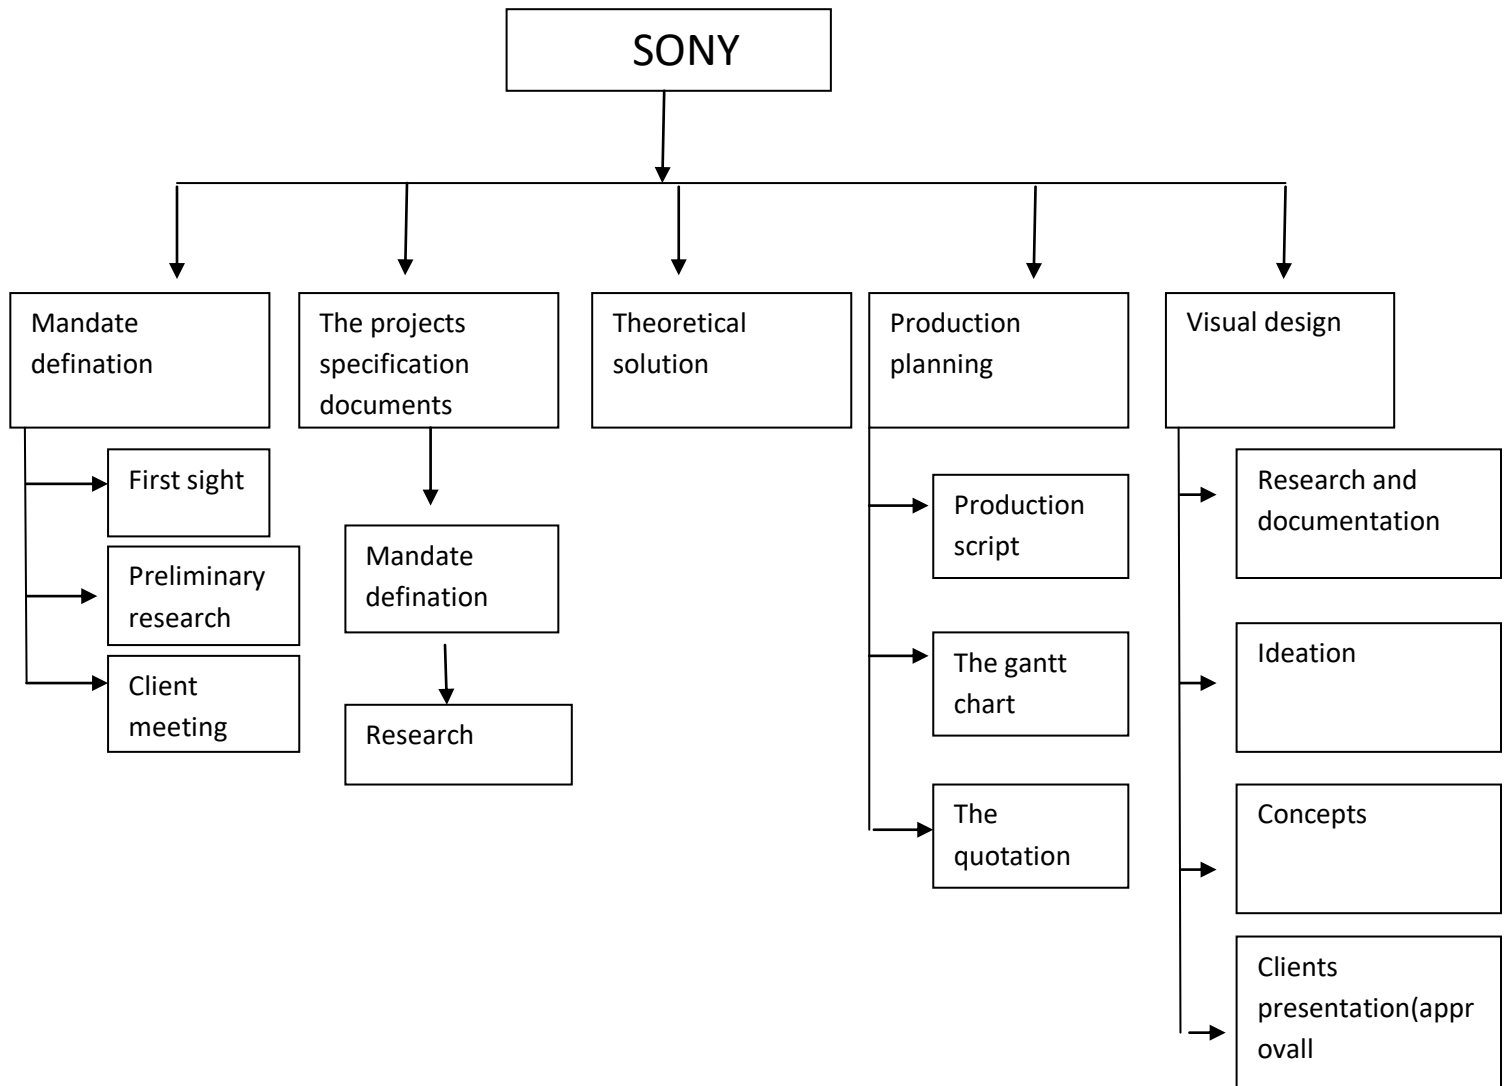 SONY
Mandate
defination
The projects
specification
documents
Theoretical
solution
Production
planning
Visual design
First sight
Preliminary
research
Client
meeting
Mandate
defination
Research
Production
script
The gantt
chart
The
quotation
Research and
documentation
Ideation
Concepts
Clients
presentation(appr
ovall